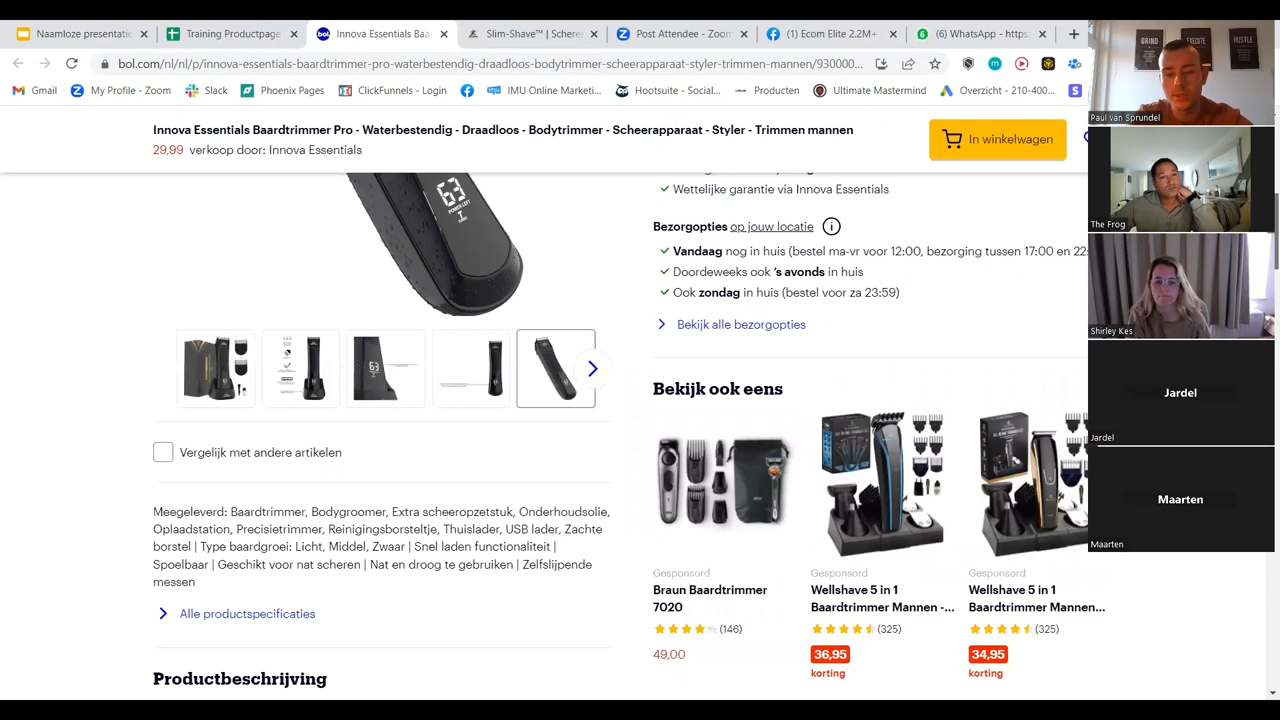 Naamloze presentatie
Training Productpage
Innova Essentials Baa
Slim-Shave™ | Schere
Post Attendee - Zoom
(1) Ecom Elite 2.2M+
(6) WhatsApp - https:
bol.com/nl/nl/p/innova-essentials-baardtrimmer-pro-waterbestendig-draadloos-bodytrimmer-scheerapparaat-styler-trimmen-mannen/930000...
Gmail
My Profile - Zoom
Slack
Phoenix Pages
ClickFunnels - Login
IMU Online Marketi...
Hootsuite - Social...
Producten
Ultimate Mastermind
Overzicht - 210-400...
Innova Essentials Baardtrimmer Pro - Waterbestendig - Draadloos - Bodytrimmer - Scheerapparaat - Styler - Trimmen mannen
29,99 verkoop door: Innova Essentials
In winkelwagen
63
POWER LEFT
Wettelijke garantie via Innova Essentials
Bezorgopties op jouw locatie
Vandaag nog in huis (bestel ma-vr voor 12:00, bezorging tussen 17:00 en 22:
Doordeweeks ook 's avonds in huis
Ook zondag in huis (bestel voor za 23:59)
Bekijk alle bezorgopties
Vergelijk met andere artikelen
Meegeleverd: Baardtrimmer, Bodygroomer, Extra scheeropzetstuk, Onderhoudsolie,
Oplaadstation, Precisietrimmer, Reinigingsborsteltje, Thuislader, USB lader, Zachte
borstel | Type baardgroei: Licht, Middel, Zwaar | Snel laden functionaliteit |
Spoelbaar | Geschikt voor nat scheren | Nat en droog te gebruiken | Zelfslijpende
messen
Alle productspecificaties
Productbeschrijving
Bekijk ook eens
Gesponsord
Braun Baardtrimmer
7020
(146)
49,00
Gesponsord
Wellshave 5 in 1
Baardtrimmer Mannen -...
(325)
36,95
korting
Gesponsord
Wellshave 5 in 1
Baardtrimmer Mannen...
(325)
34,95
korting
GRIND
EXECUTE
HUSTLE
Paul van Sprundel
The Frog
Shirley Kes
Jardel
Jardel
Maarten
Maarten